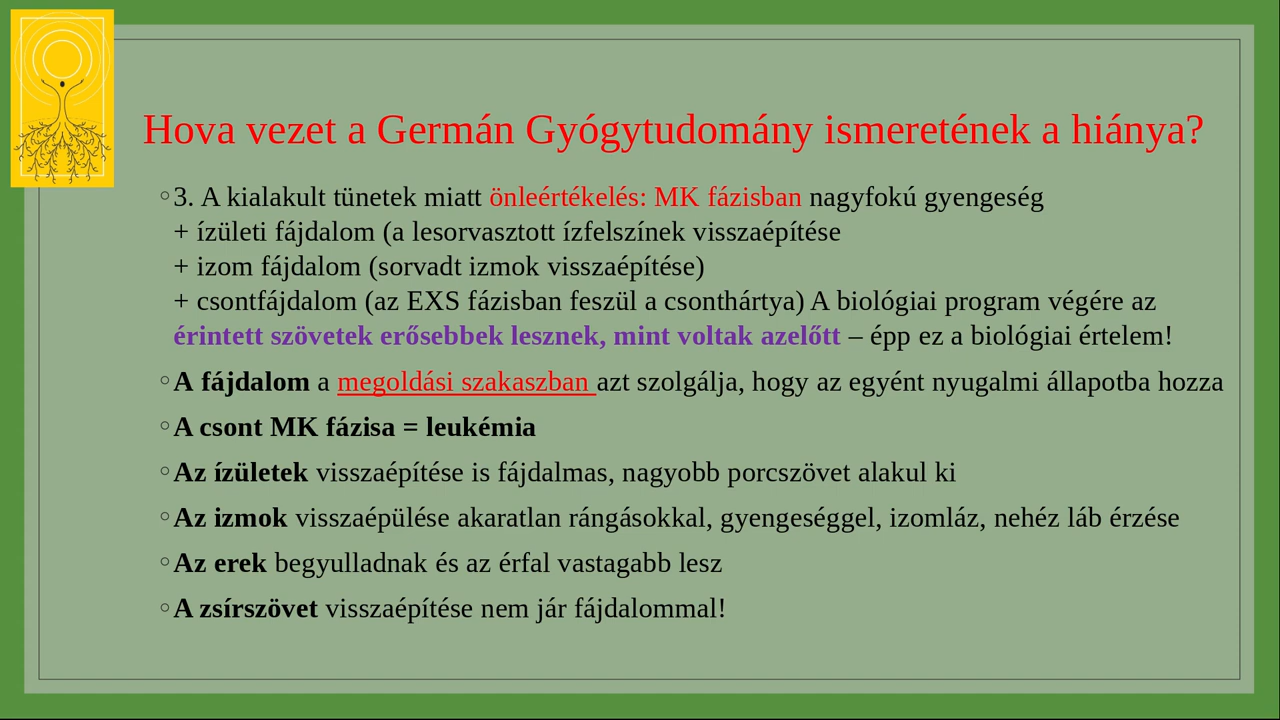 Hova vezet a Germán Gyógytudomány ismeretének a hiánya?
◦3. A kialakult tünetek miatt önleértékelés: MK fázisban nagyfokú gyengeség
+ ízületi fájdalom (a lesorvasztott ízfelszínek visszaépítése
+ izom fájdalom (sorvadt izmok visszaépítése)
+ csontfájdalom (az EXS fázisban feszül a csonthártya) A biológiai program végére az
érintett szövetek erősebbek lesznek, mint voltak azelőtt – épp ez a biológiai értelem!
◦A fájdalom a megoldási szakaszban azt szolgálja, hogy az egyént nyugalmi állapotba hozza
◦A csont MK fázisa = leukémia
◦Az ízületek visszaépítése is fájdalmas, nagyobb porcszövet alakul ki
◦Az izmok visszaépülése akaratlan rángásokkal, gyengeséggel, izomláz, nehéz láb érzése
◦Az erek begyulladnak és az érfal vastagabb lesz
◦A zsírszövet visszaépítése nem jár fájdalommal!